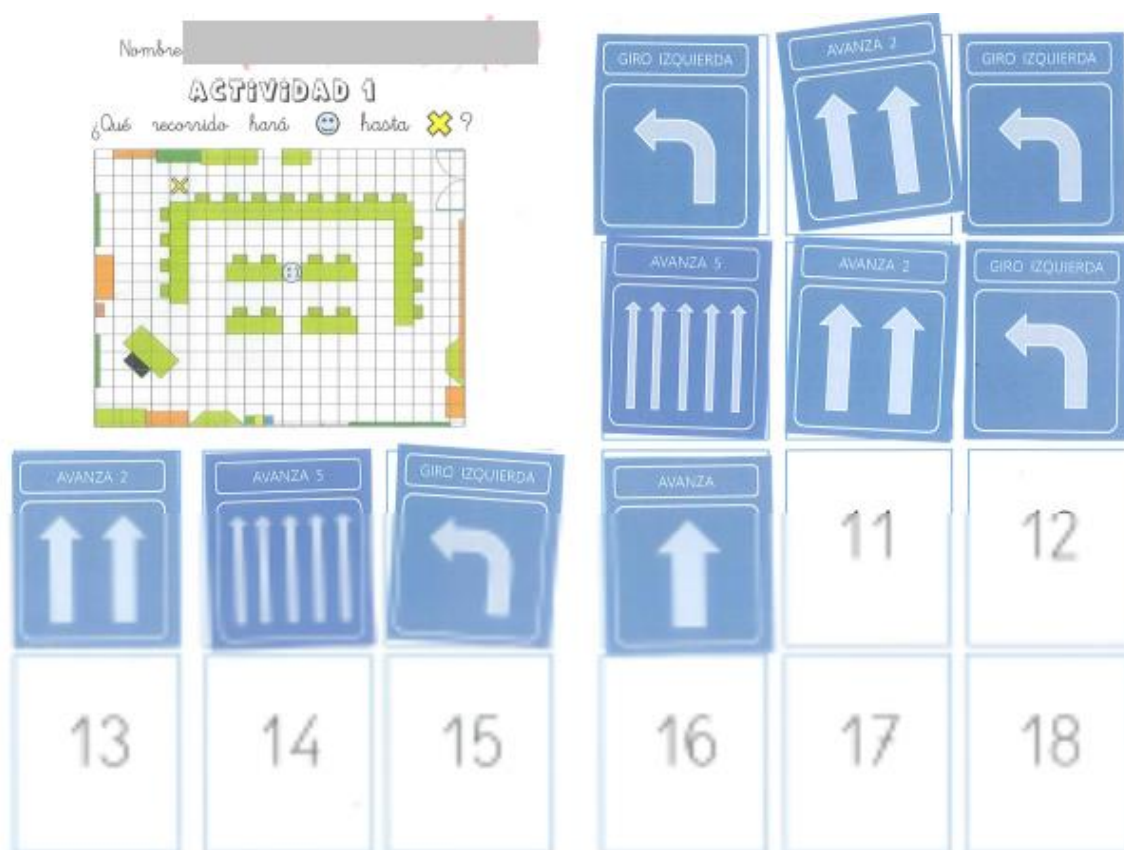 Nombre
ACTIVIDAD 1
¿Qué recorrido hará hasta ?
GIRO IZQUIERDA
AVANZA 2
GIRO IZQUIERDA
AVANZA 5
AVANZA 2
GIRO IZQUIERDA
AVANZA 2
AVANZA 5
GIRO IZQUIERDA
AVANZA
11
12
13
14
15
16
17
18